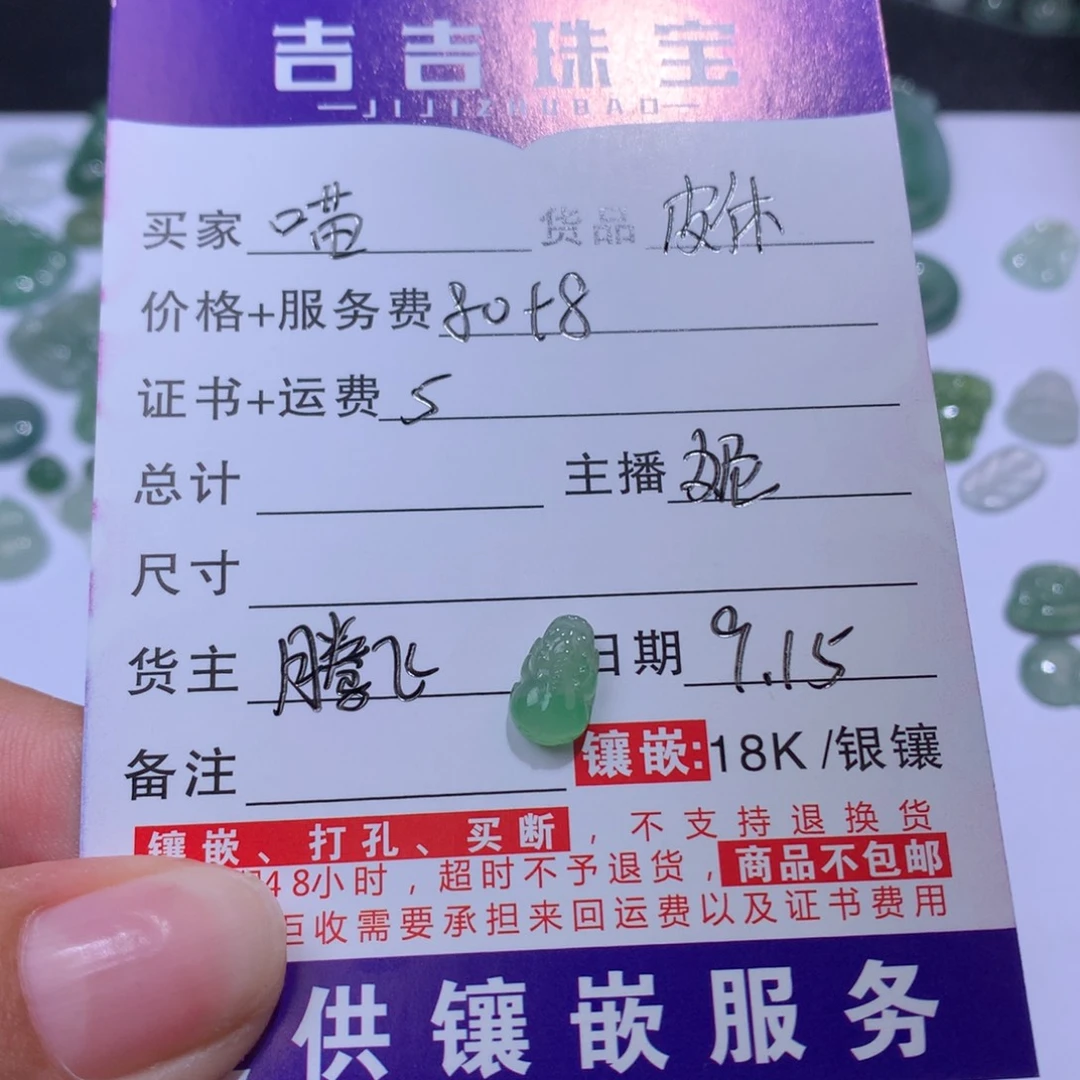 吉吉珠宝
JIJIZHUBAO
买家 喵 货品 皮休
价格+服务费 80+8
证书+运费 5
总计 主播 妮
尺寸
货主 腾飞 日期 9.15
备注 镶嵌:18K /银镶
镶嵌、打孔、买断，不支持退换货
48小时，超时不予退货，商品不包邮
拒收需要承担来回运费以及证书费用
供镶嵌服务